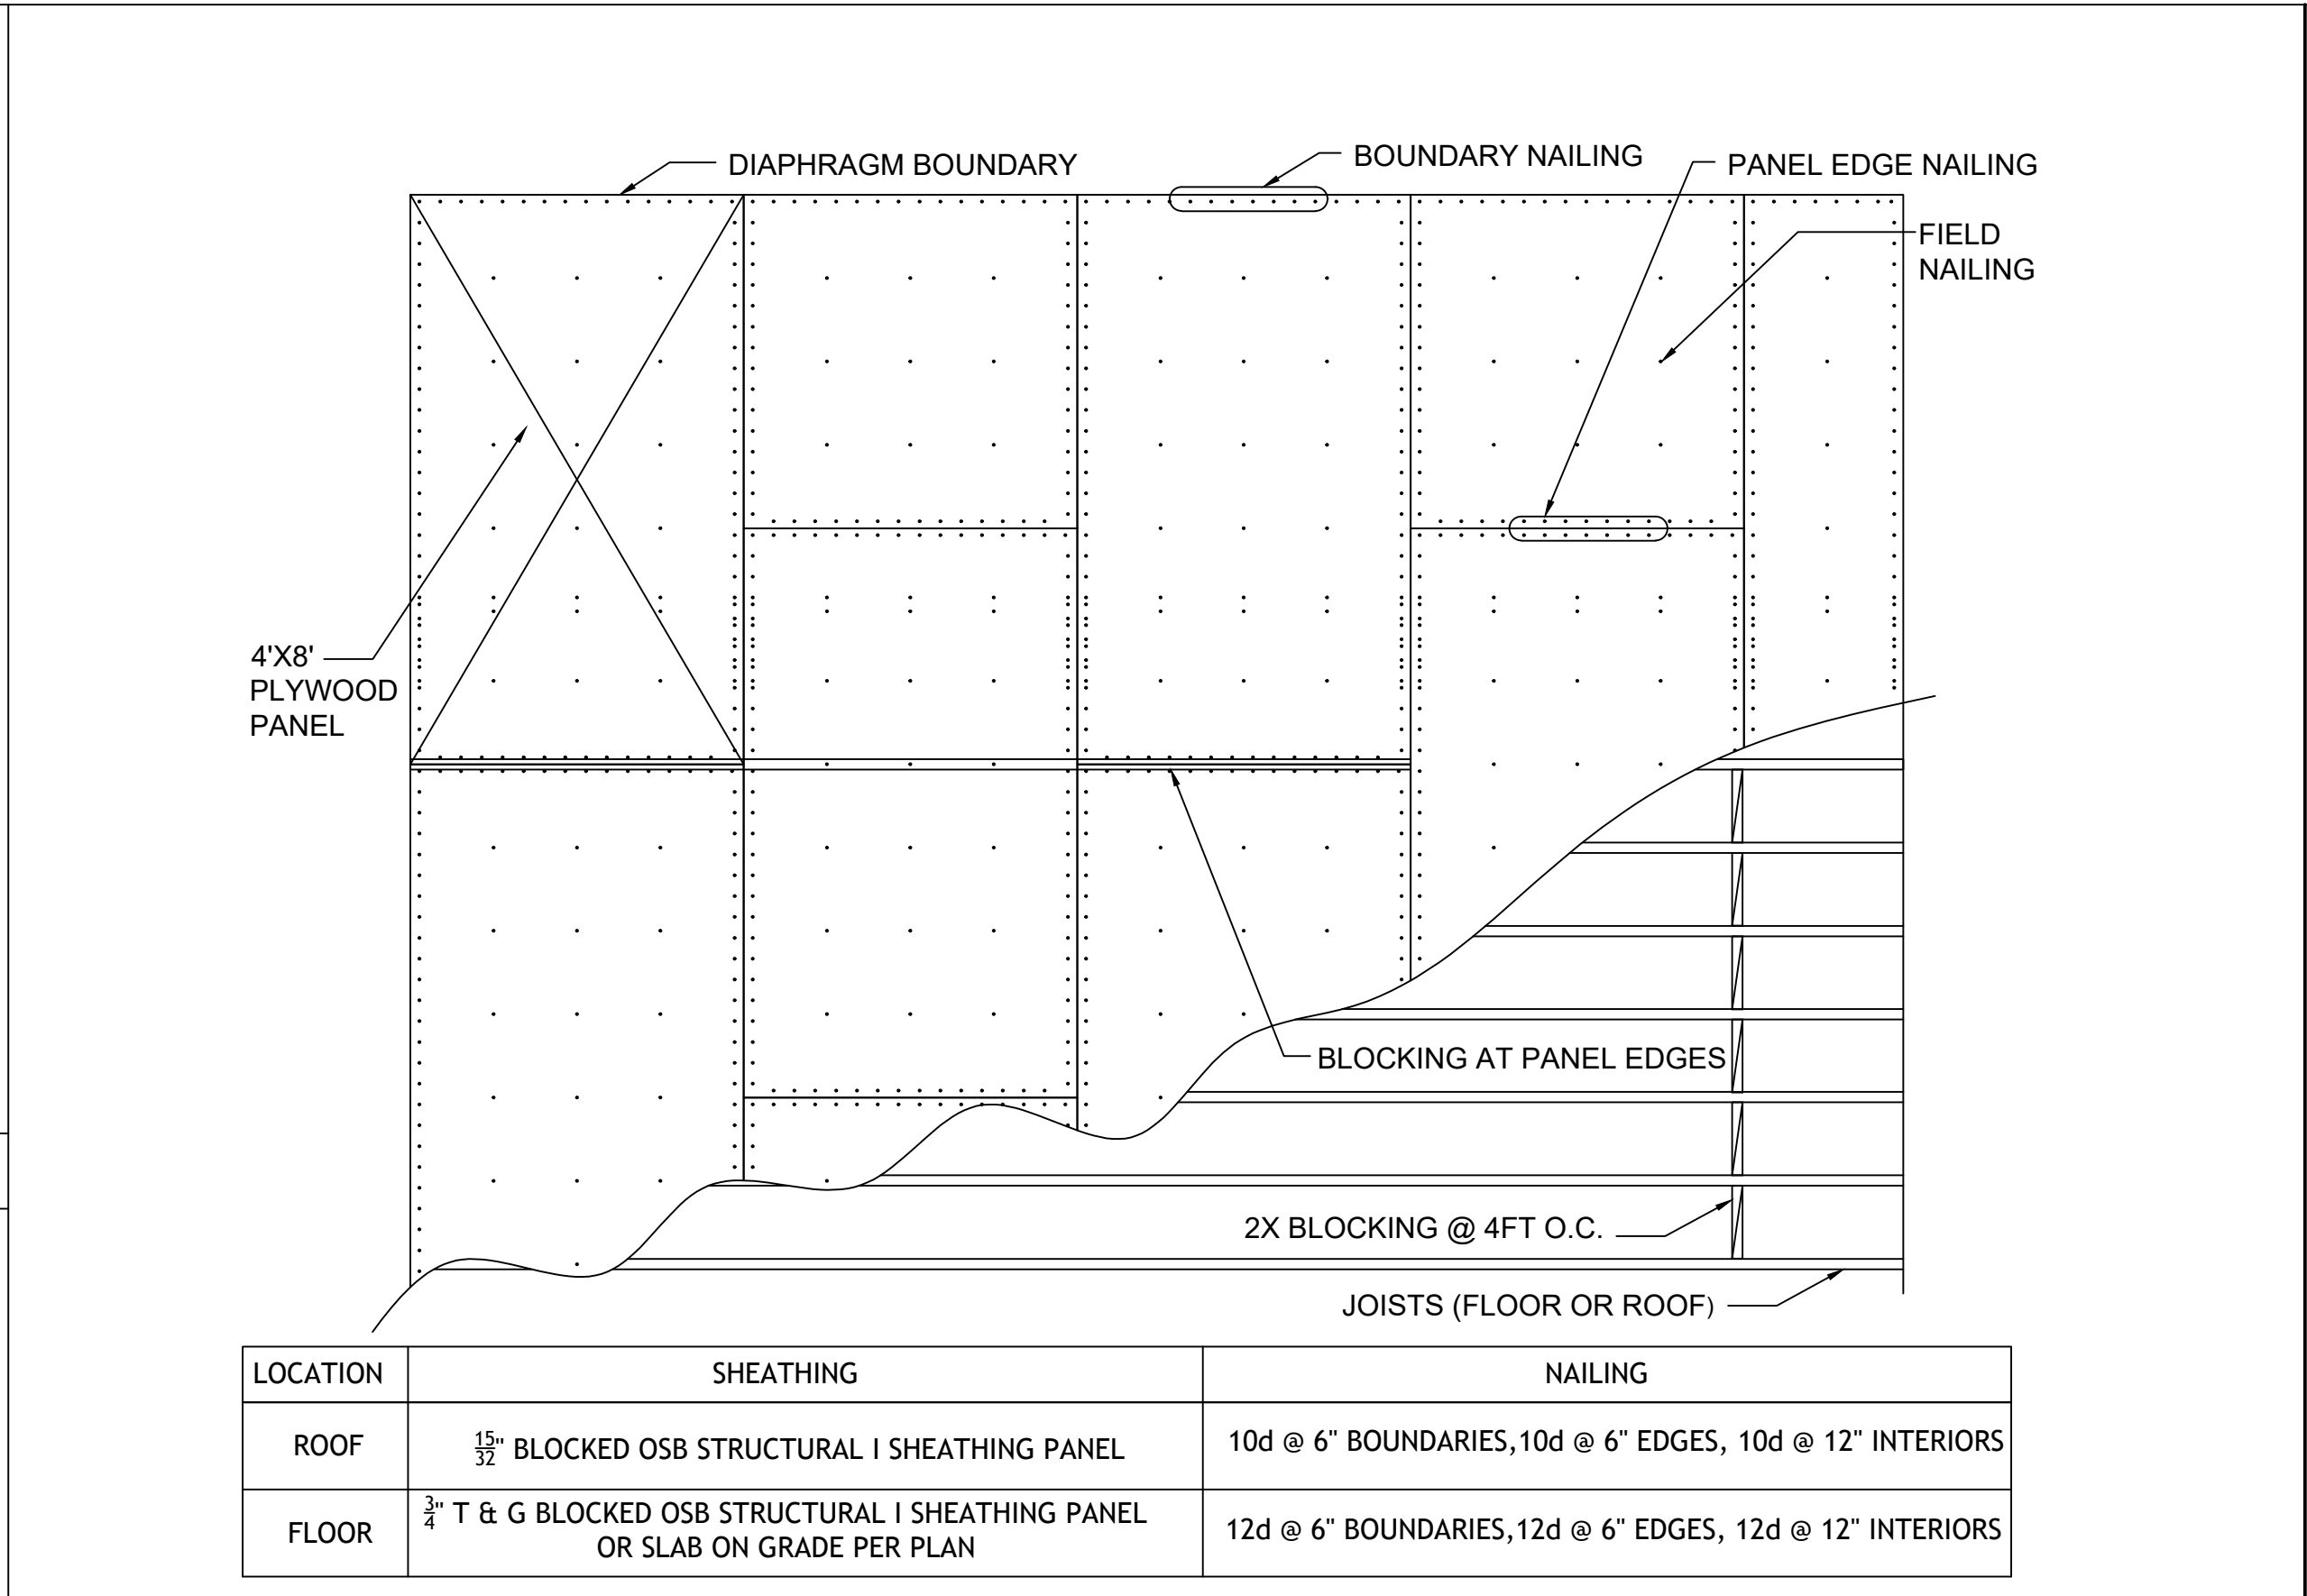 DIAPHRAGM BOUNDARY
BOUNDARY NAILING
PANEL EDGE NAILING
FIELD
NAILING
4'X8'
PLYWOOD
PANEL
BLOCKING AT PANEL EDGES
2X BLOCKING @ 4FT O.C.
JOISTS (FLOOR OR ROOF)
LOCATION SHEATHING NAILING
ROOF 15/32" BLOCKED OSB STRUCTURAL I SHEATHING PANEL 10d @ 6" BOUNDARIES,10d @ 6" EDGES, 10d @ 12" INTERIORS
FLOOR 3/4" T & G BLOCKED OSB STRUCTURAL I SHEATHING PANEL
OR SLAB ON GRADE PER PLAN
12d @ 6" BOUNDARIES,12d @ 6" EDGES, 12d @ 12" INTERIORS